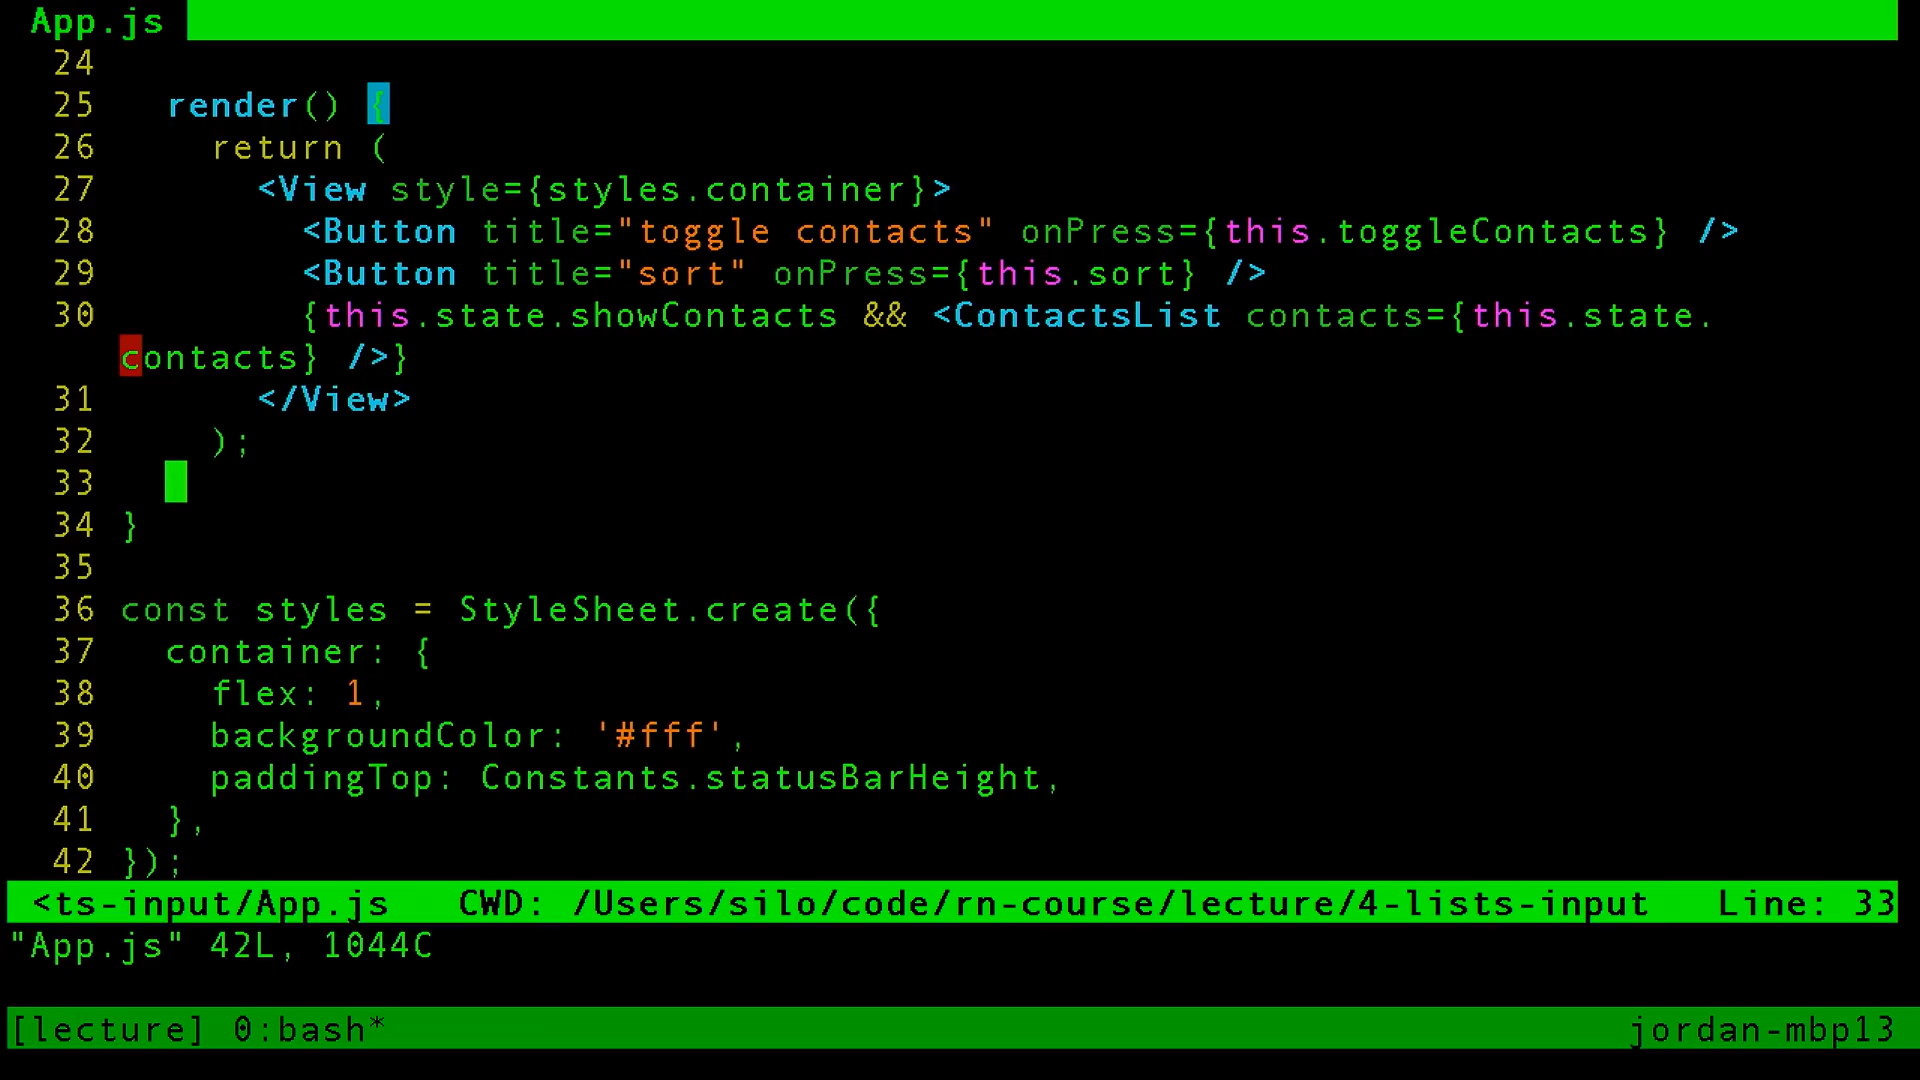 App.js
24
25   render() {
26     return (
27       <View style={styles.container}>
28         <Button title="toggle contacts" onPress={this.toggleContacts} />
29         <Button title="sort" onPress={this.sort} />
30         {this.state.showContacts && <ContactsList contacts={this.state.
contacts} />}
31       </View>
32     );
33
34 }
35
36 const styles = StyleSheet.create({
37   container: {
38     flex: 1,
39     backgroundColor: '#fff',
40     paddingTop: Constants.statusBarHeight,
41   },
42 });
<ts-input/App.js   CWD: /Users/silo/code/rn-course/lecture/4-lists-input   Line: 33
"App.js" 42L, 1044C
[lecture] 0:bash*   jordan-mbp13